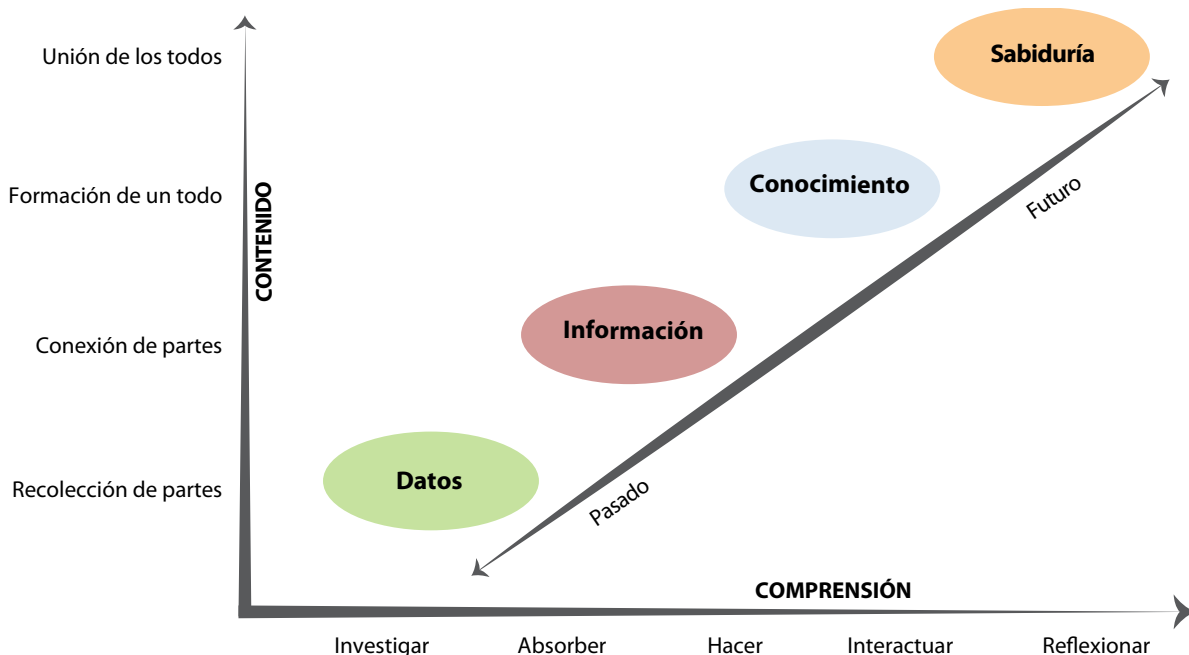 Unión de los todos
Sabiduría
Formación de un todo
CONTENIDO
Conocimiento
Futuro
Conexión de partes
Información
Recolección de partes
Datos
Pasado
COMPRENSIÓN
Investigar
Absorber
Hacer
Interactuar
Reflexionar